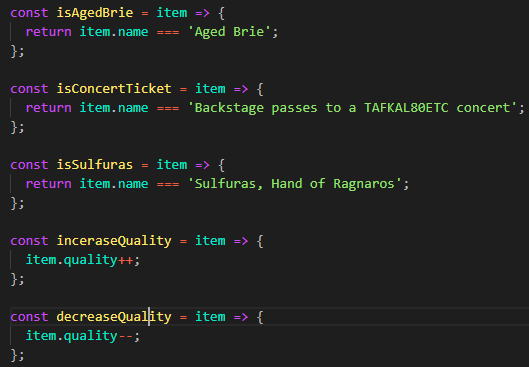 const isAgedBrie = item => {
  return item.name === 'Aged Brie';
};

const isConcertTicket = item => {
  return item.name === 'Backstage passes to a TAFKAL80ETC concert';
};

const isSulfuras = item => {
  return item.name === 'Sulfuras, Hand of Ragnaros';
};

const inceraseQuality = item => {
  item.quality++;
};

const decreaseQuality = item => {
  item.quality--;
};